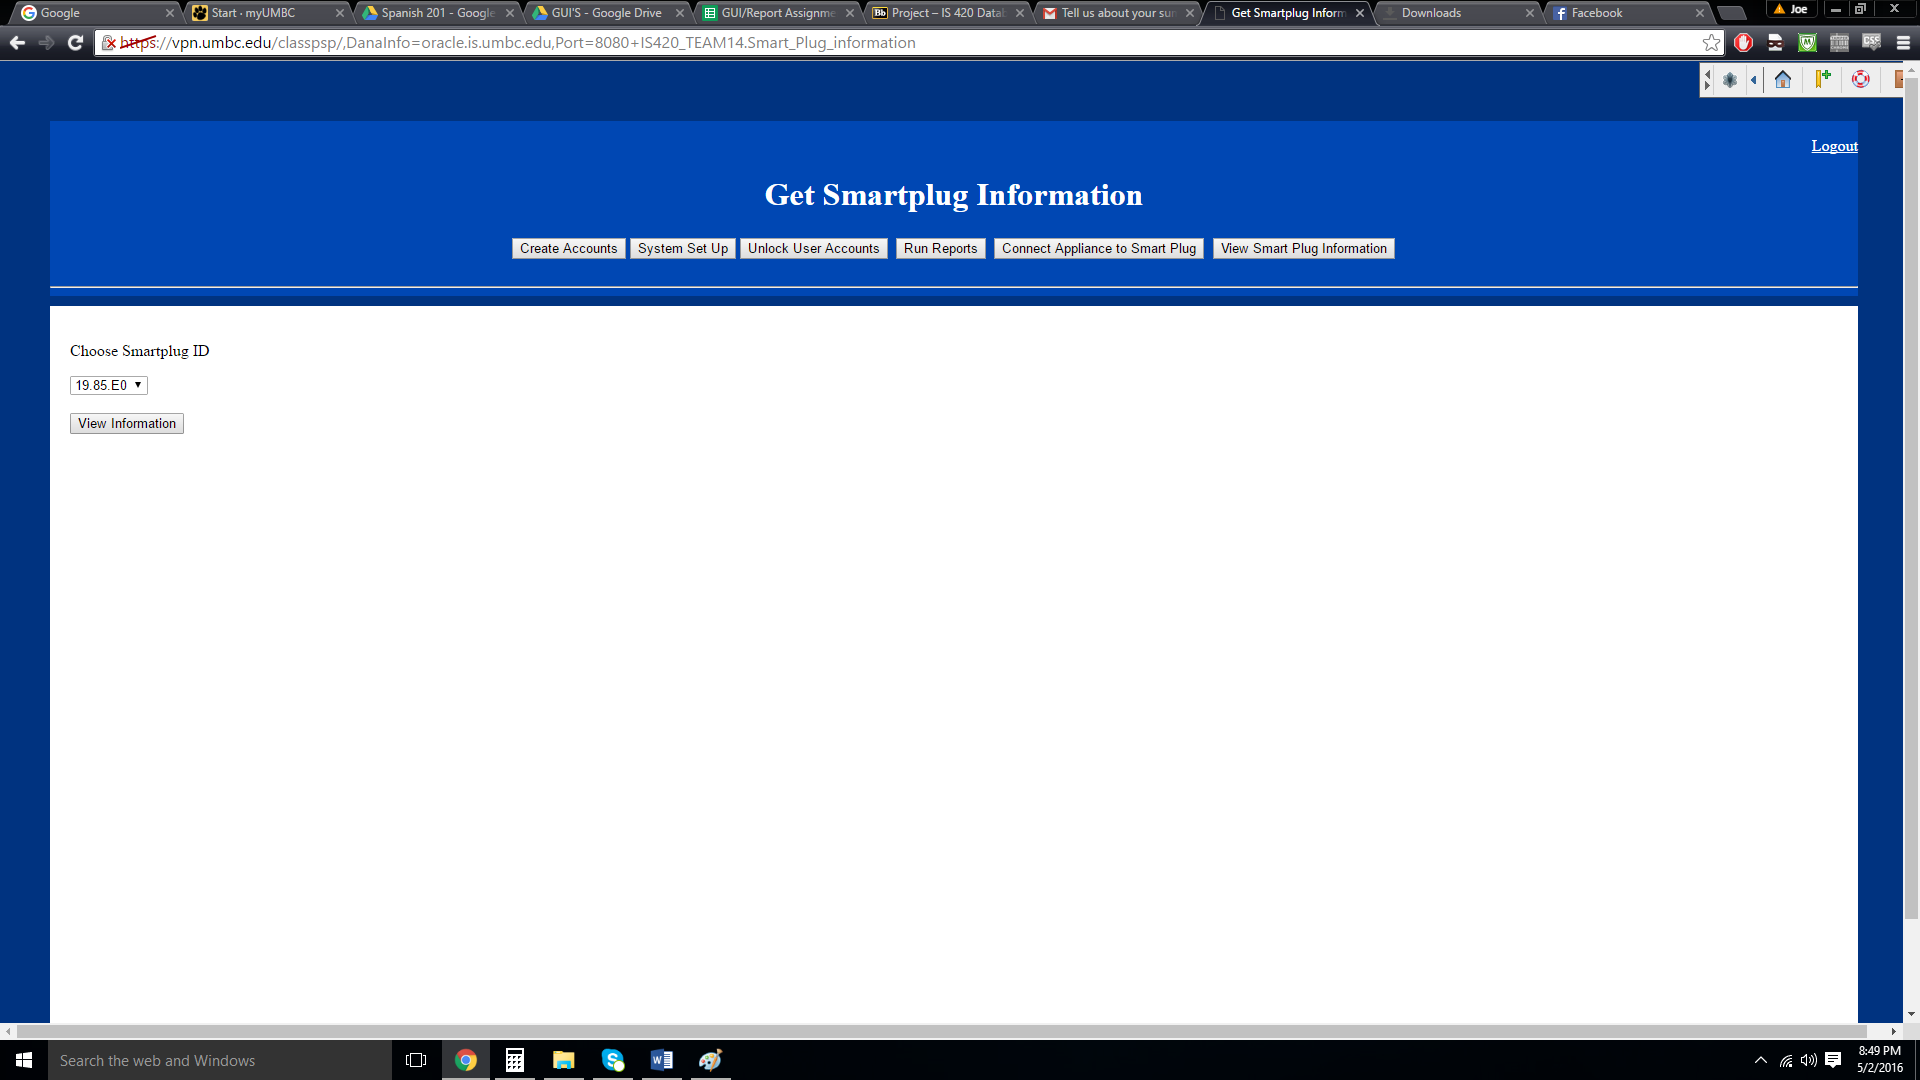 Google Start · myUMBC Spanish 201 - Google GUI'S - Google Drive GUI/Report Assignme Project – IS 420 Datab Tell us about your sur Get Smartplug Inform Downloads Facebook Joe
https://vpn.umbc.edu/classpsp/,DanaInfo=oracle.is.umbc.edu,Port=8080+IS420_TEAM14.Smart_Plug_information
Logout
Get Smartplug Information
Create Accounts System Set Up Unlock User Accounts Run Reports Connect Appliance to Smart Plug View Smart Plug Information
Choose Smartplug ID
19.85.E0
View Information
Search the web and Windows
8:49 PM
5/2/2016